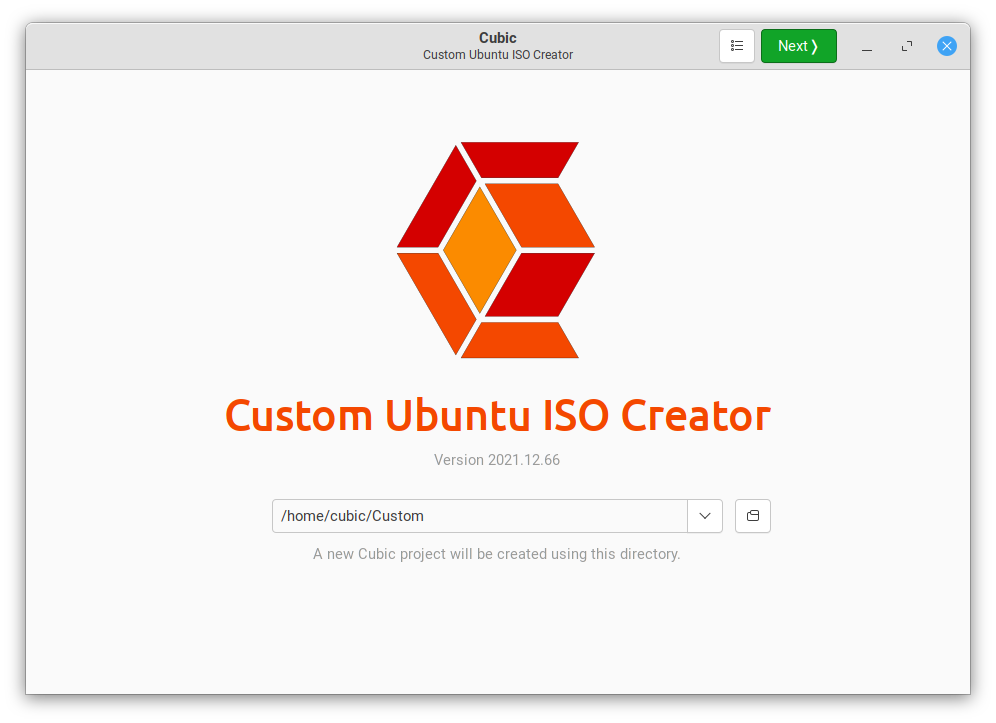 Cubic
Custom Ubuntu ISO Creator
Next ❭
Custom Ubuntu ISO Creator
Version 2021.12.66
/home/cubic/Custom
A new Cubic project will be created using this directory.